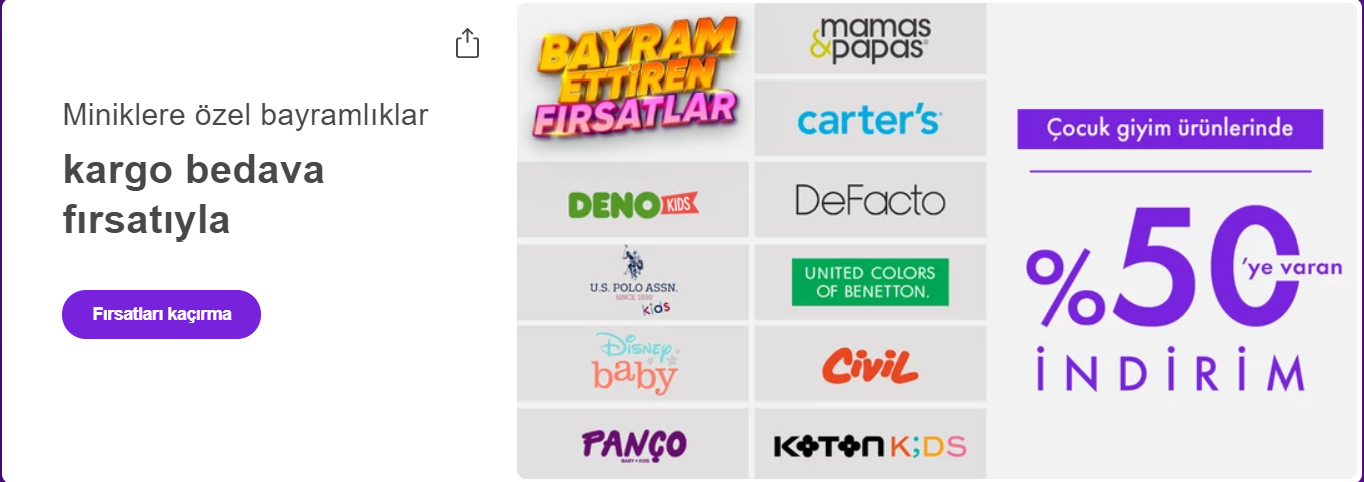 Miniklere özel bayramlıklar
kargo bedava
fırsatıyla
Fırsatları kaçırma
BAYRAM
ETTİREN
FIRSATLAR
mamas
&papas®
carter's
DENO KIDS
DeFacto
U.S. POLO ASSN.
SINCE 1890
kids
UNITED COLORS
OF BENETTON.
Disney
baby
CIVIL
PANÇO
BABY KIDS
KOTON KIDS
Çocuk giyim ürünlerinde
%50'ye varan
İNDİRİM